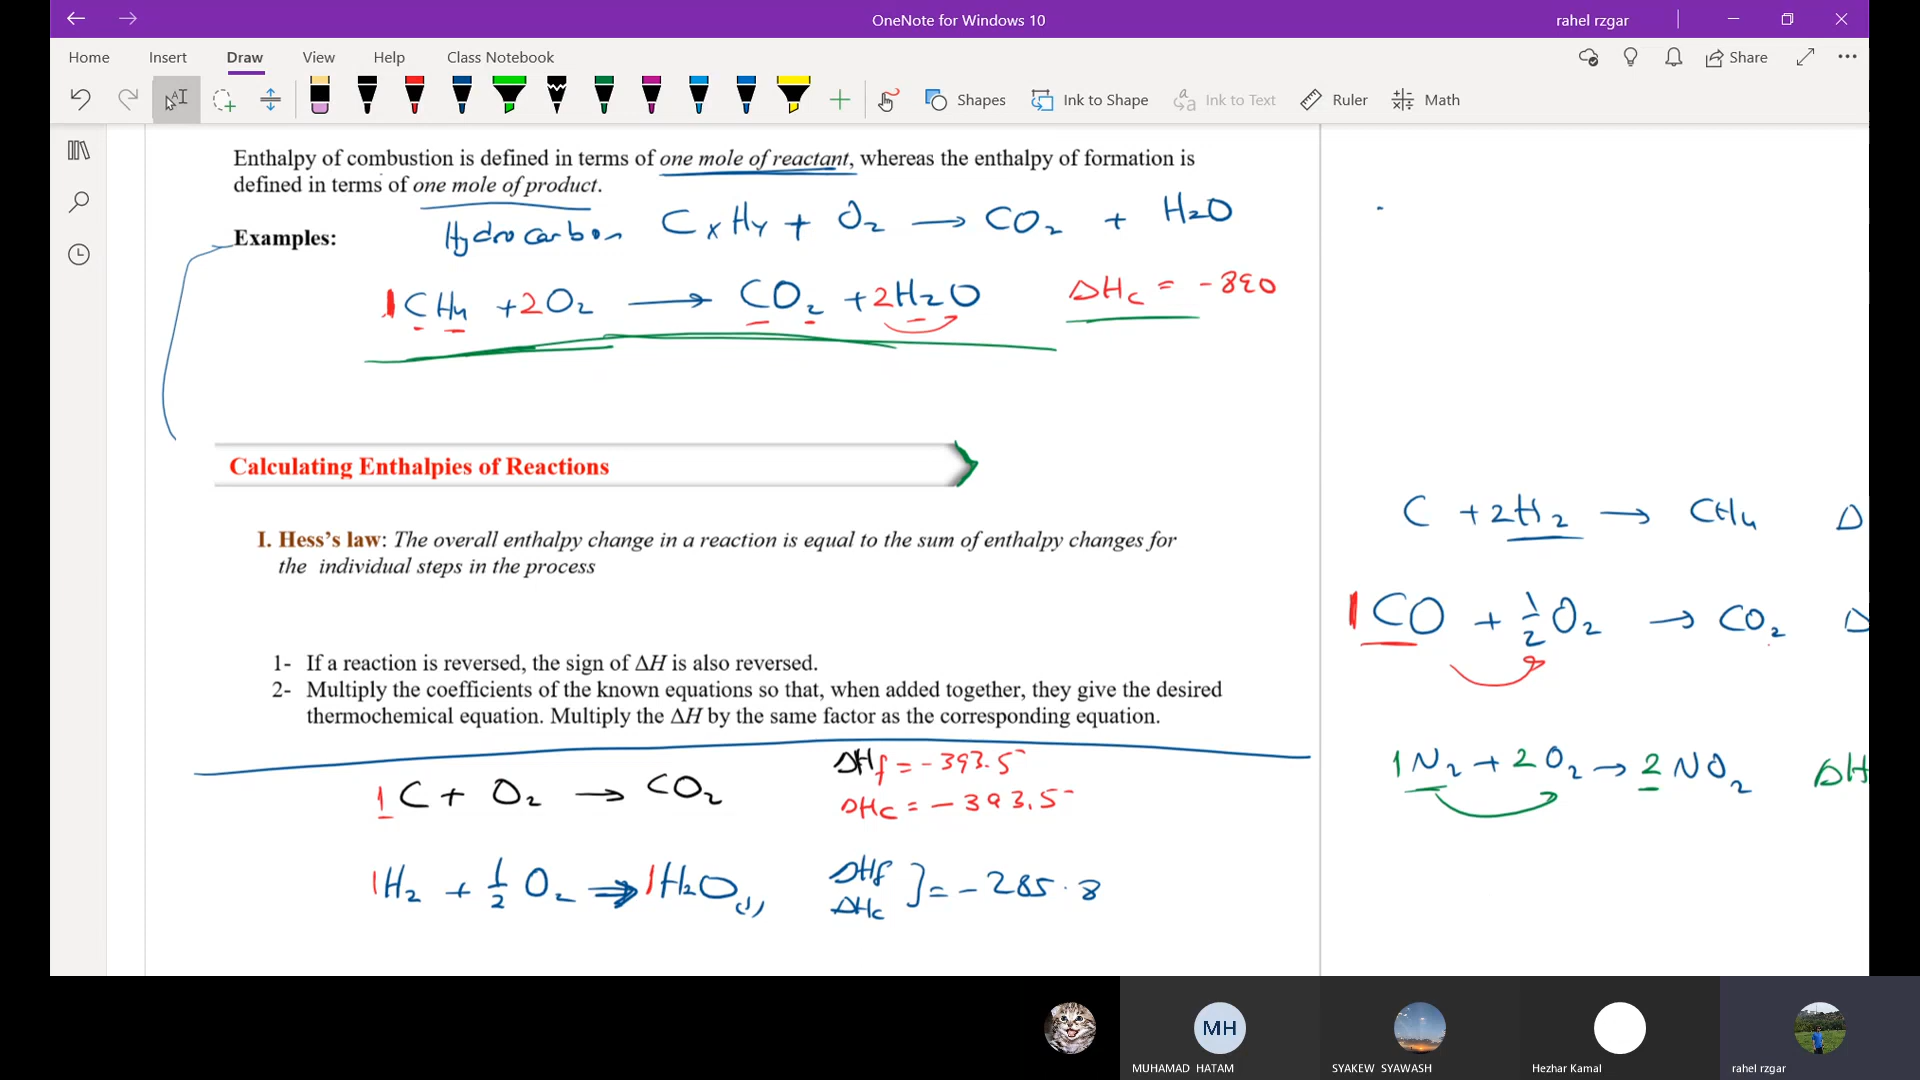 OneNote for Windows 10
rahel rzgar
Home Insert Draw View Help Class Notebook
Share
Shapes Ink to Shape Ink to Text Ruler Math
Enthalpy of combustion is defined in terms of one mole of reactant, whereas the enthalpy of formation is
defined in terms of one mole of product.
Hydrocarbon CxHy + O₂ → CO₂ + H₂O
Examples:
1CH₄ + 2O₂ → CO₂ + 2H₂O ΔHc = -890
Calculating Enthalpies of Reactions
I. Hess's law: The overall enthalpy change in a reaction is equal to the sum of enthalpy changes for
the individual steps in the process
1- If a reaction is reversed, the sign of ΔH is also reversed.
2- Multiply the coefficients of the known equations so that, when added together, they give the desired
thermochemical equation. Multiply the ΔH by the same factor as the corresponding equation.
1C + O₂ → CO₂ ΔHf = -393.5
ΔHc = -393.5
1H₂ + 1/2 O₂ → 1H₂O(l) ΔHf
ΔHc } = -285.8
C + 2H₂ → CH₄ Δ
1CO + 1/2 O₂ → CO₂ Δ
1N₂ + 2O₂ → 2NO₂ ΔH
MH
MUHAMAD HATAM
SYAKEW SYAWASH
Hezhar Kamal
rahel rzgar